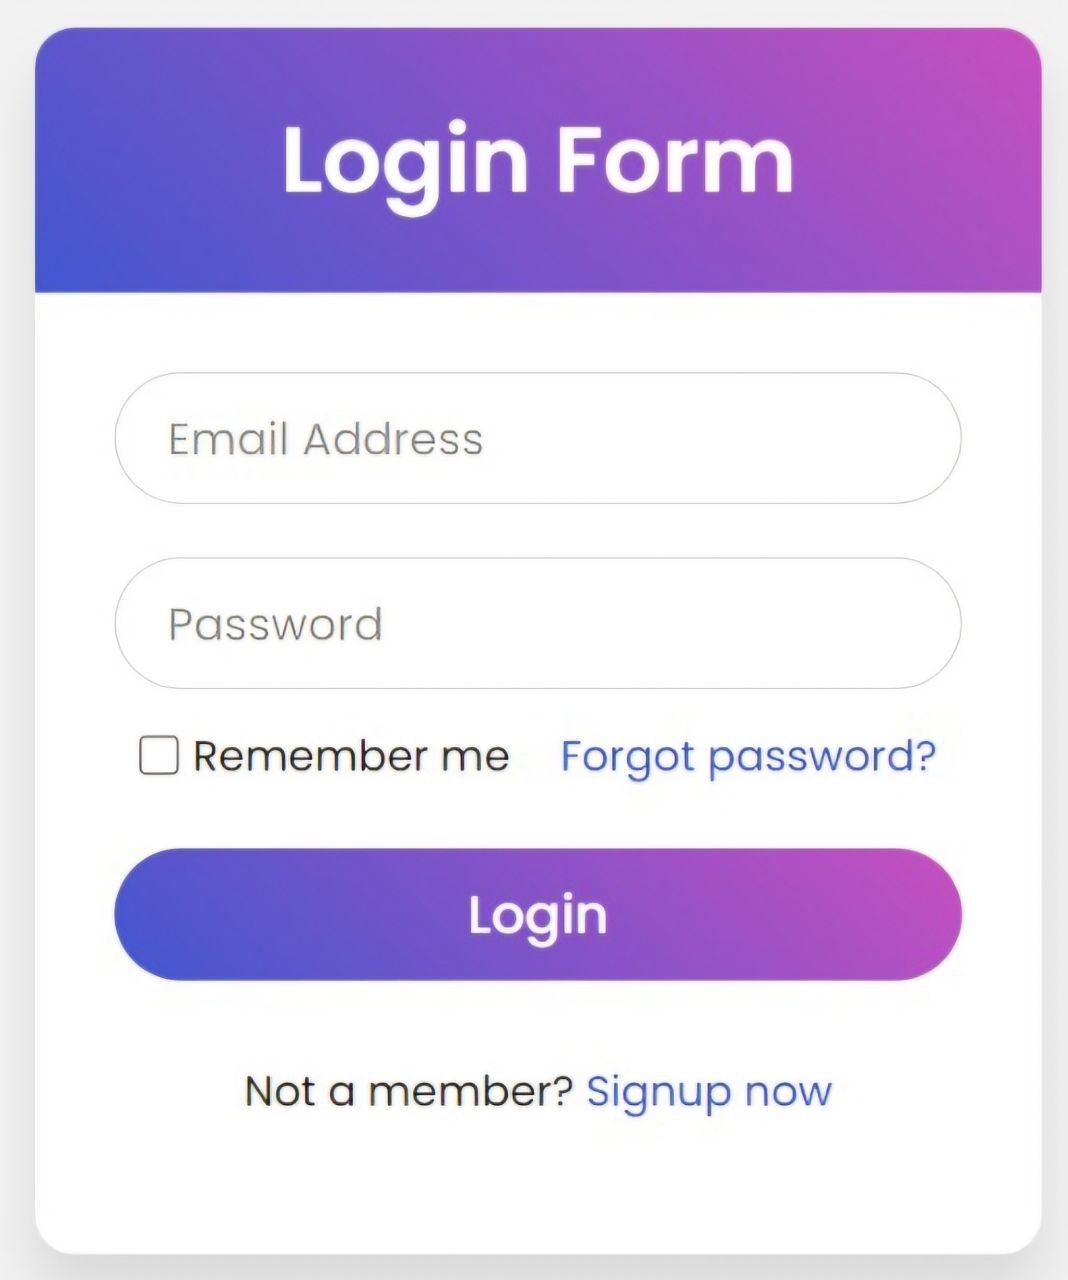 Login Form
Email Address
Password
Remember me Forgot password?
Login
Not a member? Signup now